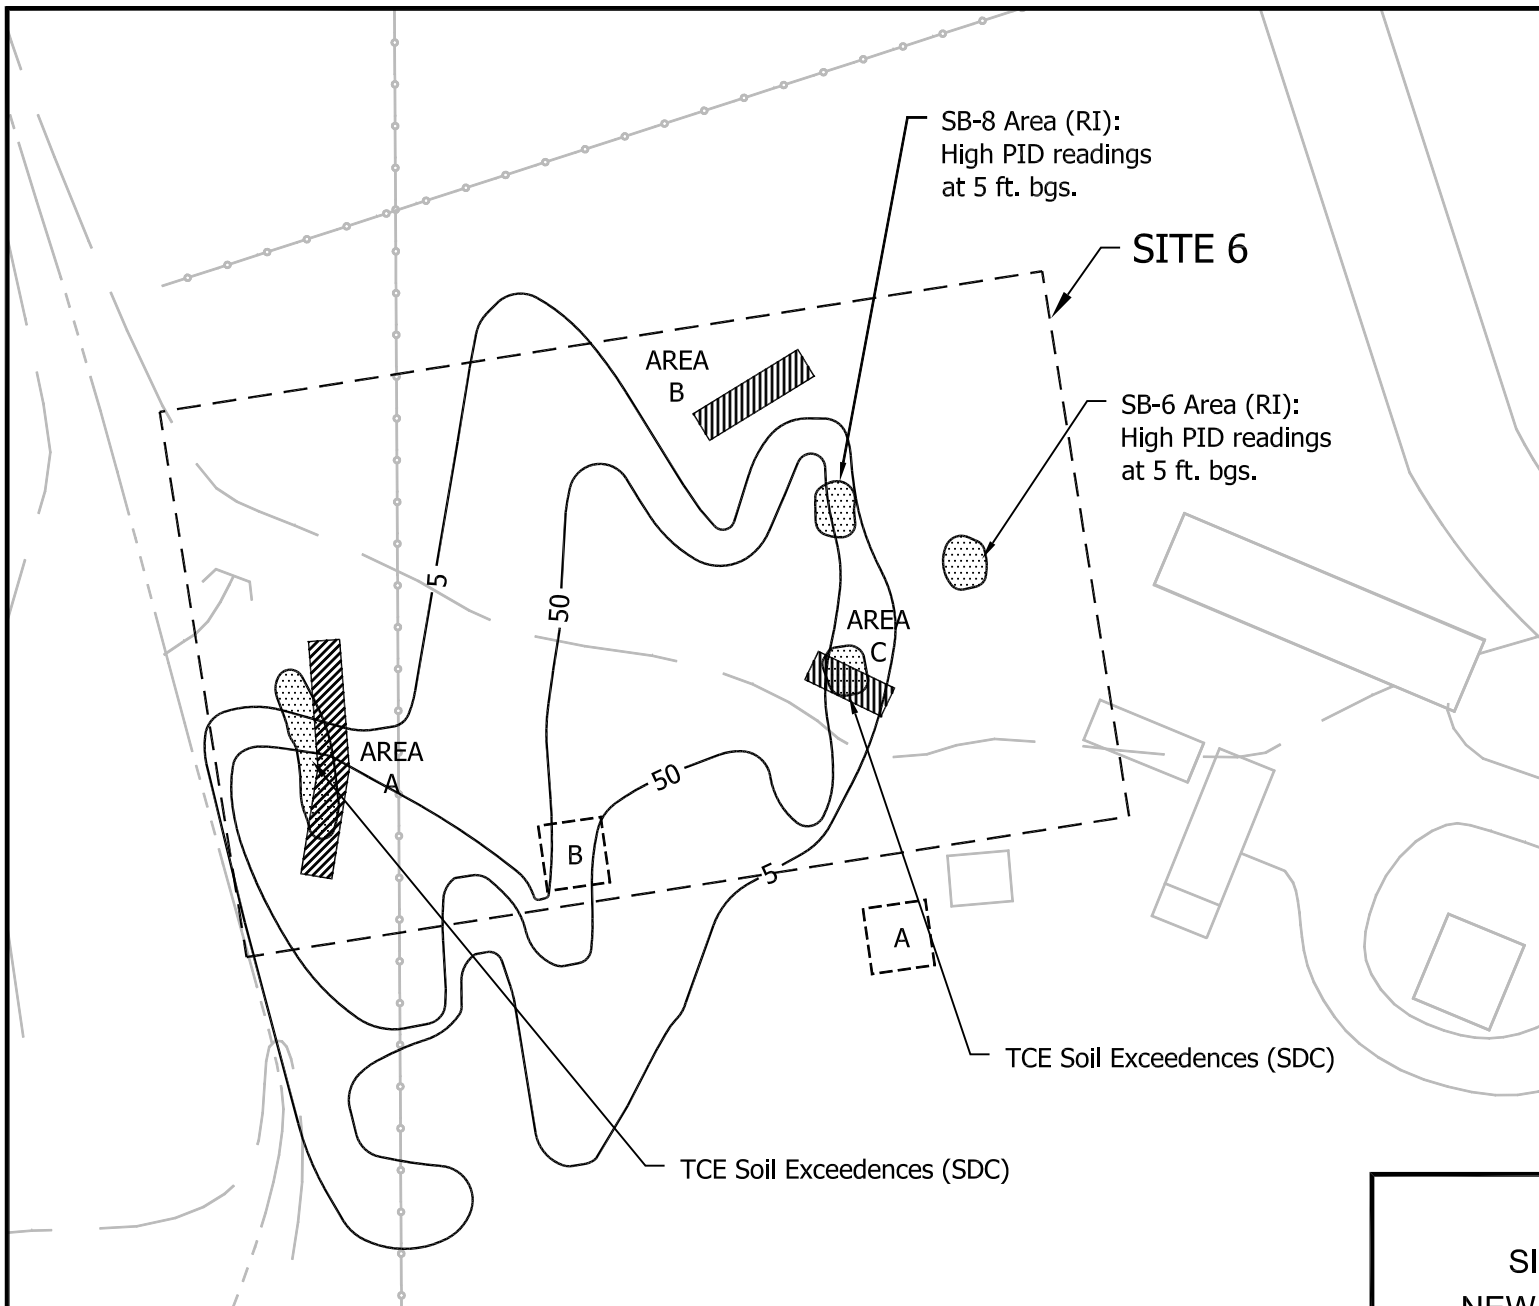 SB-8 Area (RI):
High PID readings
at 5 ft. bgs.
SITE 6
AREA
B
SB-6 Area (RI):
High PID readings
at 5 ft. bgs.
5
50
AREA
C
AREA
A
50
B
5
A
TCE Soil Exceedences (SDC)
TCE Soil Exceedences (SDC)
SI
NEW